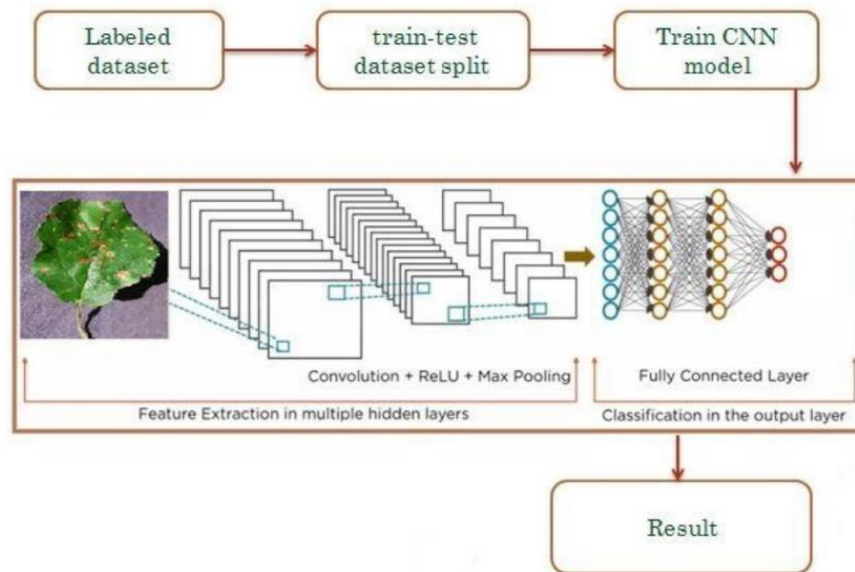 Labeled
dataset
train-test
dataset split
Train CNN
model
Convolution + ReLU + Max Pooling
Fully Connected Layer
Feature Extraction in multiple hidden layers
Classification in the output layer
Result